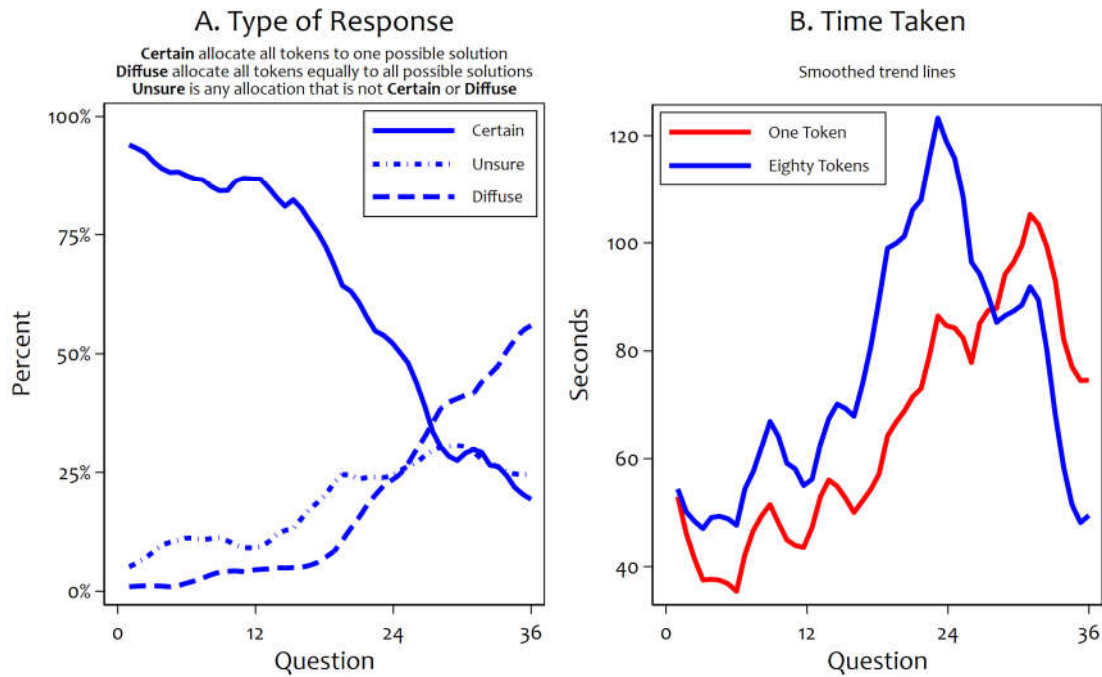 A. Type of Response
Certain allocate all tokens to one possible solution
Diffuse allocate all tokens equally to all possible solutions
Unsure is any allocation that is not Certain or Diffuse
100%
75%
50%
25%
0%
Percent
Certain
Unsure
Diffuse
0 12 24 36
Question
B. Time Taken
Smoothed trend lines
120
100
80
60
40
Seconds
One Token
Eighty Tokens
0 12 24 36
Question